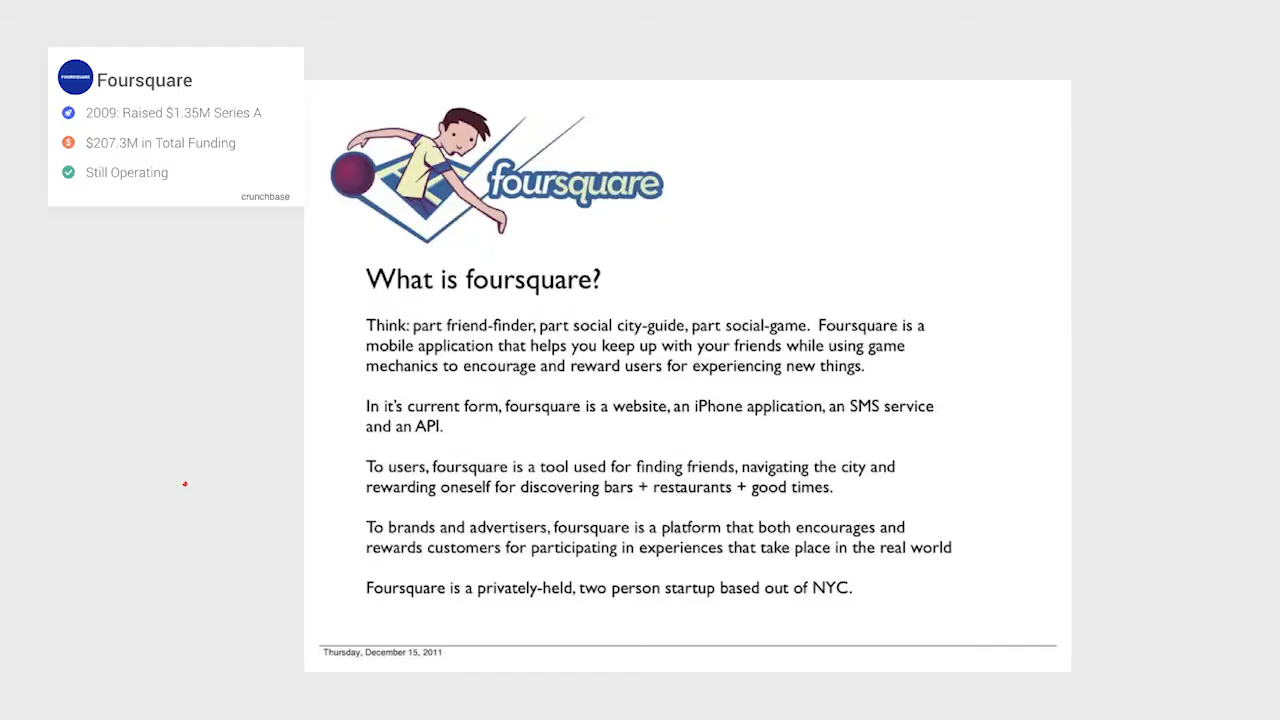 FOURSQUARE
Foursquare
2009: Raised $1.35M Series A
$
$207.3M in Total Funding
Still Operating
crunchbase
foursquare
What is foursquare?
Think: part friend-finder, part social city-guide, part social-game. Foursquare is a
mobile application that helps you keep up with your friends while using game
mechanics to encourage and reward users for experiencing new things.
In it's current form, foursquare is a website, an iPhone application, an SMS service
and an API.
To users, foursquare is a tool used for finding friends, navigating the city and
rewarding oneself for discovering bars + restaurants + good times.
To brands and advertisers, foursquare is a platform that both encourages and
rewards customers for participating in experiences that take place in the real world
Foursquare is a privately-held, two person startup based out of NYC.
Thursday, December 15, 2011